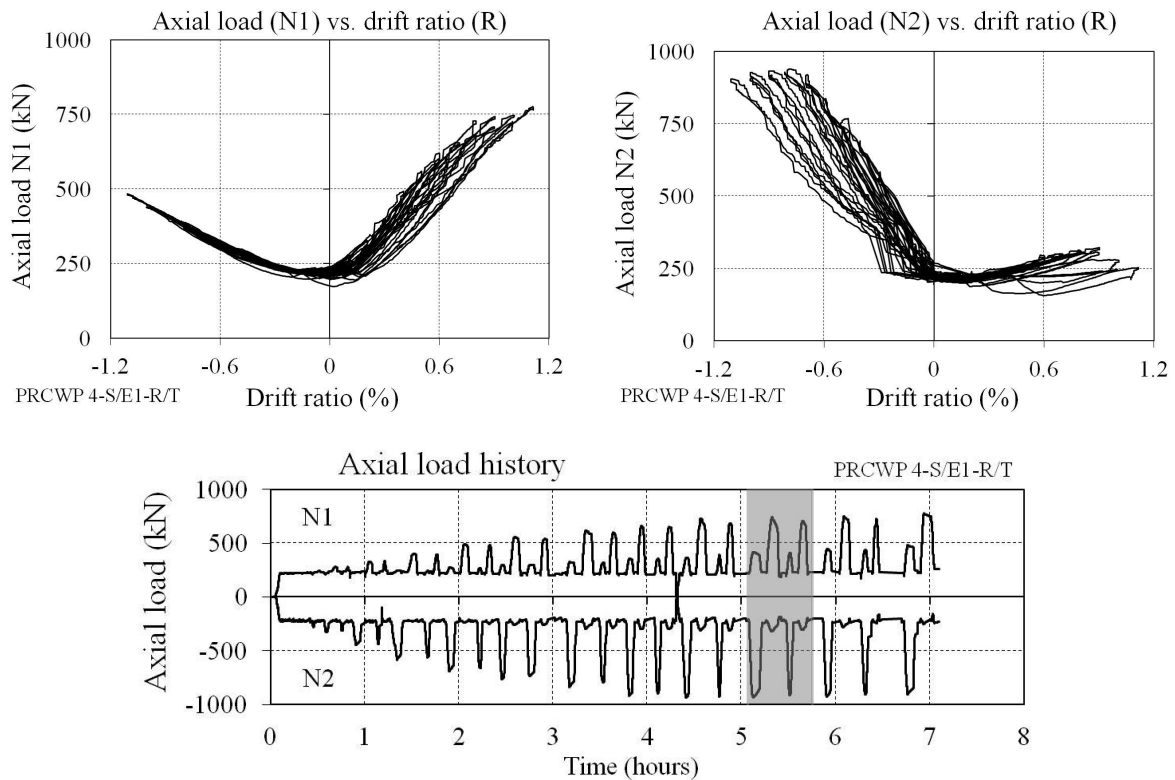 Axial load (N1) vs. drift ratio (R)
1000
750
500
250
0
Axial load N1 (kN)
-1.2 -0.6 0 0.6 1.2
PRCWP 4-S/E1-R/T
Drift ratio (%)
Axial load (N2) vs. drift ratio (R)
1000
750
500
250
0
Axial load N2 (kN)
-1.2 -0.6 0 0.6 1.2
PRCWP 4-S/E1-R/T
Drift ratio (%)
Axial load history
PRCWP 4-S/E1-R/T
1000
500
0
-500
-1000
Axial load (kN)
N1
N2
0 1 2 3 4 5 6 7 8
Time (hours)